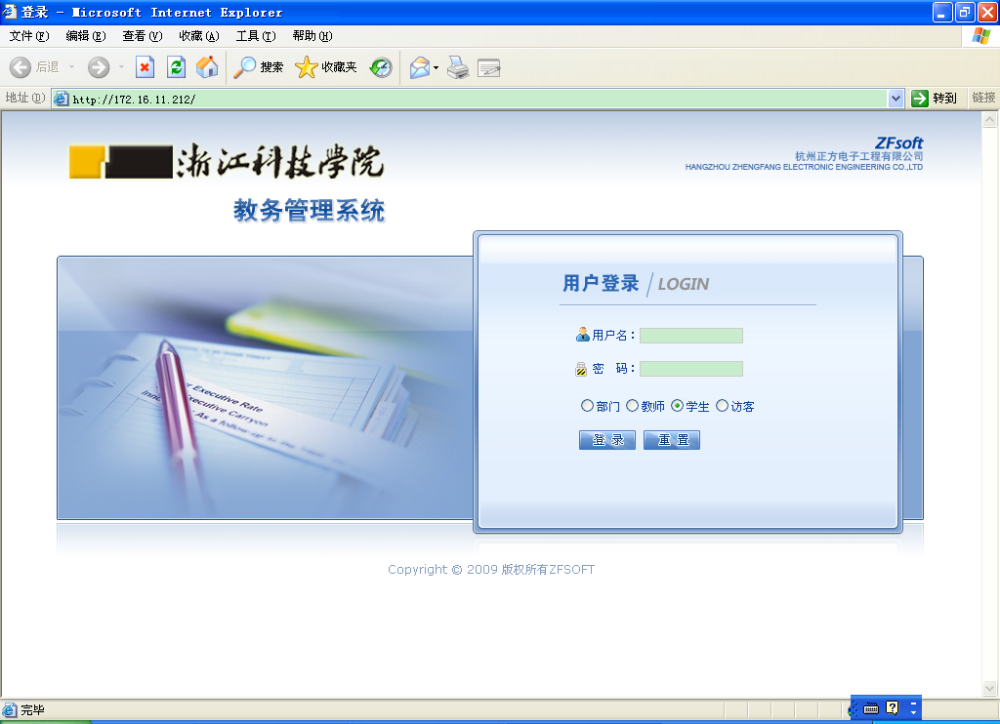 登录 - Microsoft Internet Explorer
文件(F) 编辑(E) 查看(V) 收藏(A) 工具(T) 帮助(H)
后退 搜索 收藏夹
地址(D) http://172.16.11.212/ 转到 链接
浙江科技学院
教务管理系统
ZFsoft
杭州正方电子工程有限公司
HANGZHOU ZHENGFANG ELECTRONIC ENGINEERING CO.,LTD
用户登录 LOGIN
用户名：
密 码：
部门 教师 学生 访客
登 录 重 置
Executive Rate
Executive Carryon
As a follow-up to the
Copyright © 2009 版权所有ZFSOFT
完毕